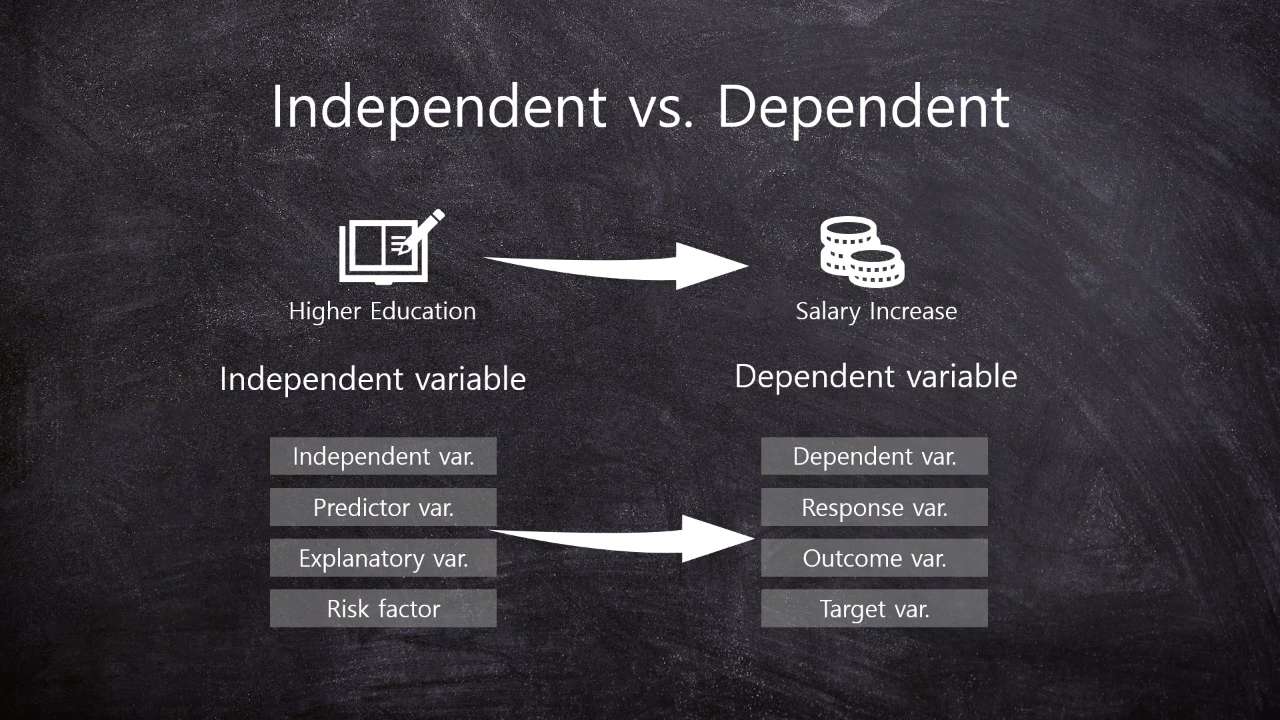 Independent vs. Dependent
Higher Education
Salary Increase
Independent variable
Dependent variable
Independent var.
Dependent var.
Predictor var.
Response var.
Explanatory var.
Outcome var.
Risk factor
Target var.